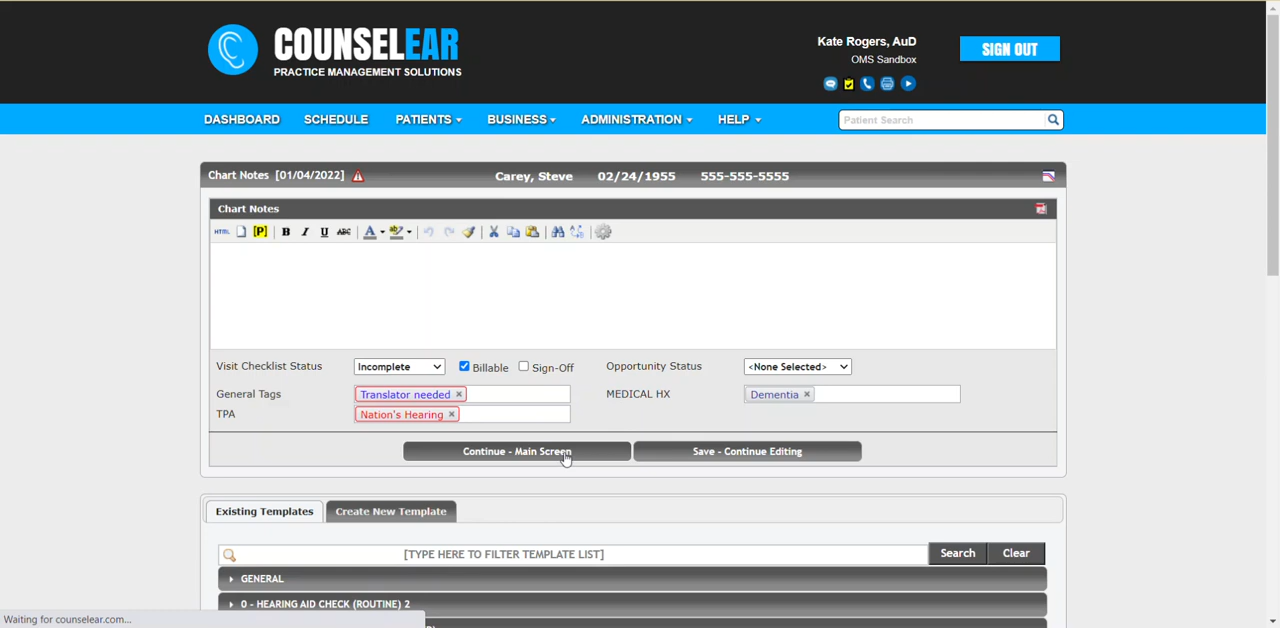 COUNSELEAR
PRACTICE MANAGEMENT SOLUTIONS
Kate Rogers, AuD
OMS Sandbox
SIGN OUT
DASHBOARD SCHEDULE PATIENTS BUSINESS ADMINISTRATION HELP Patient Search
Chart Notes [01/04/2022] Carey, Steve 02/24/1955 555-555-5555
Chart Notes
HTML [P] B I U ABC A ab
Visit Checklist Status Incomplete Billable Sign-Off Opportunity Status <None Selected>
General Tags Translator needed × MEDICAL HX Dementia ×
TPA Nation's Hearing ×
Continue - Main Screen Save - Continue Editing
Existing Templates Create New Template
[TYPE HERE TO FILTER TEMPLATE LIST] Search Clear
GENERAL
0 - HEARING AID CHECK (ROUTINE) 2
Waiting for counselear.com...